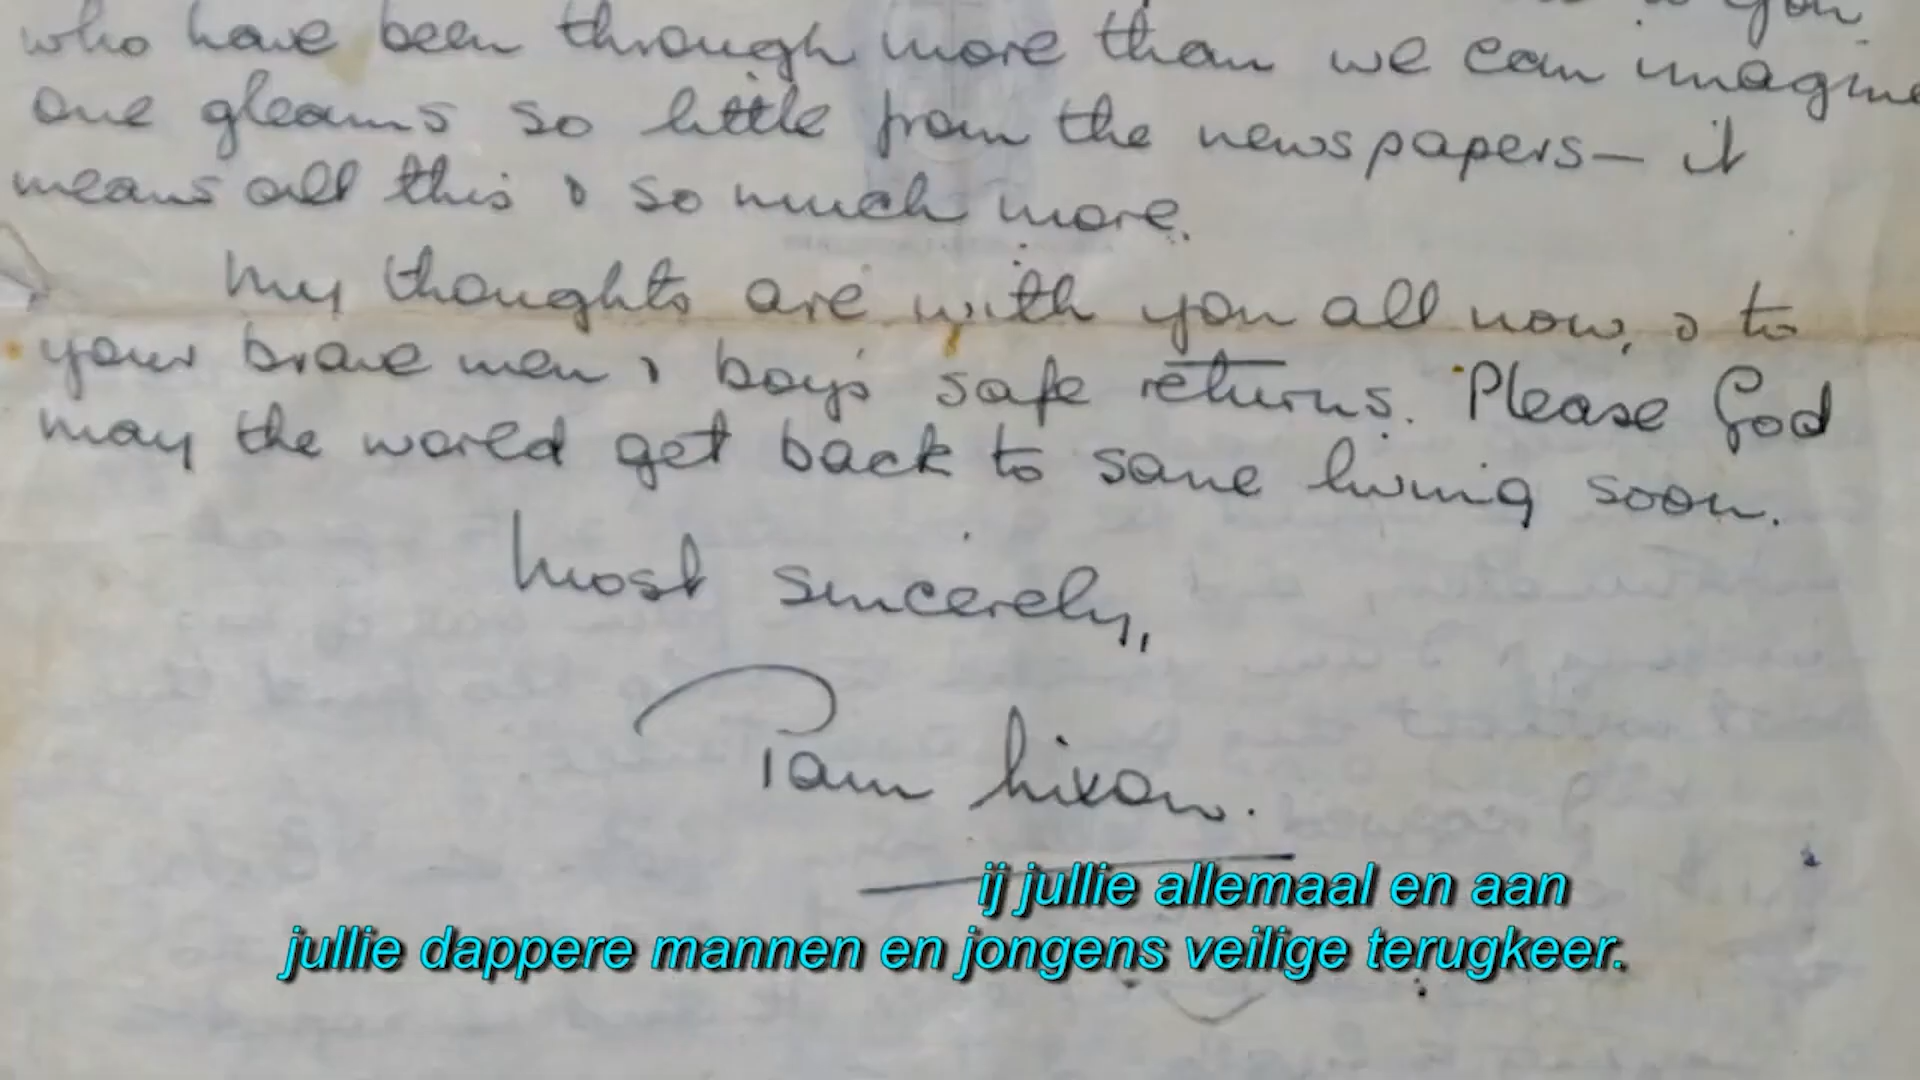 you
who have been through more than we can imagine
one gleams so little from the newspapers— it
means all this & so much more.
My thoughts are with you all now, & to
your brave men & boys safe returns. Please God
may the world get back to sane living soon.
Most sincerely,
Pam Nixon.
ij jullie allemaal en aan
jullie dappere mannen en jongens veilige terugkeer.